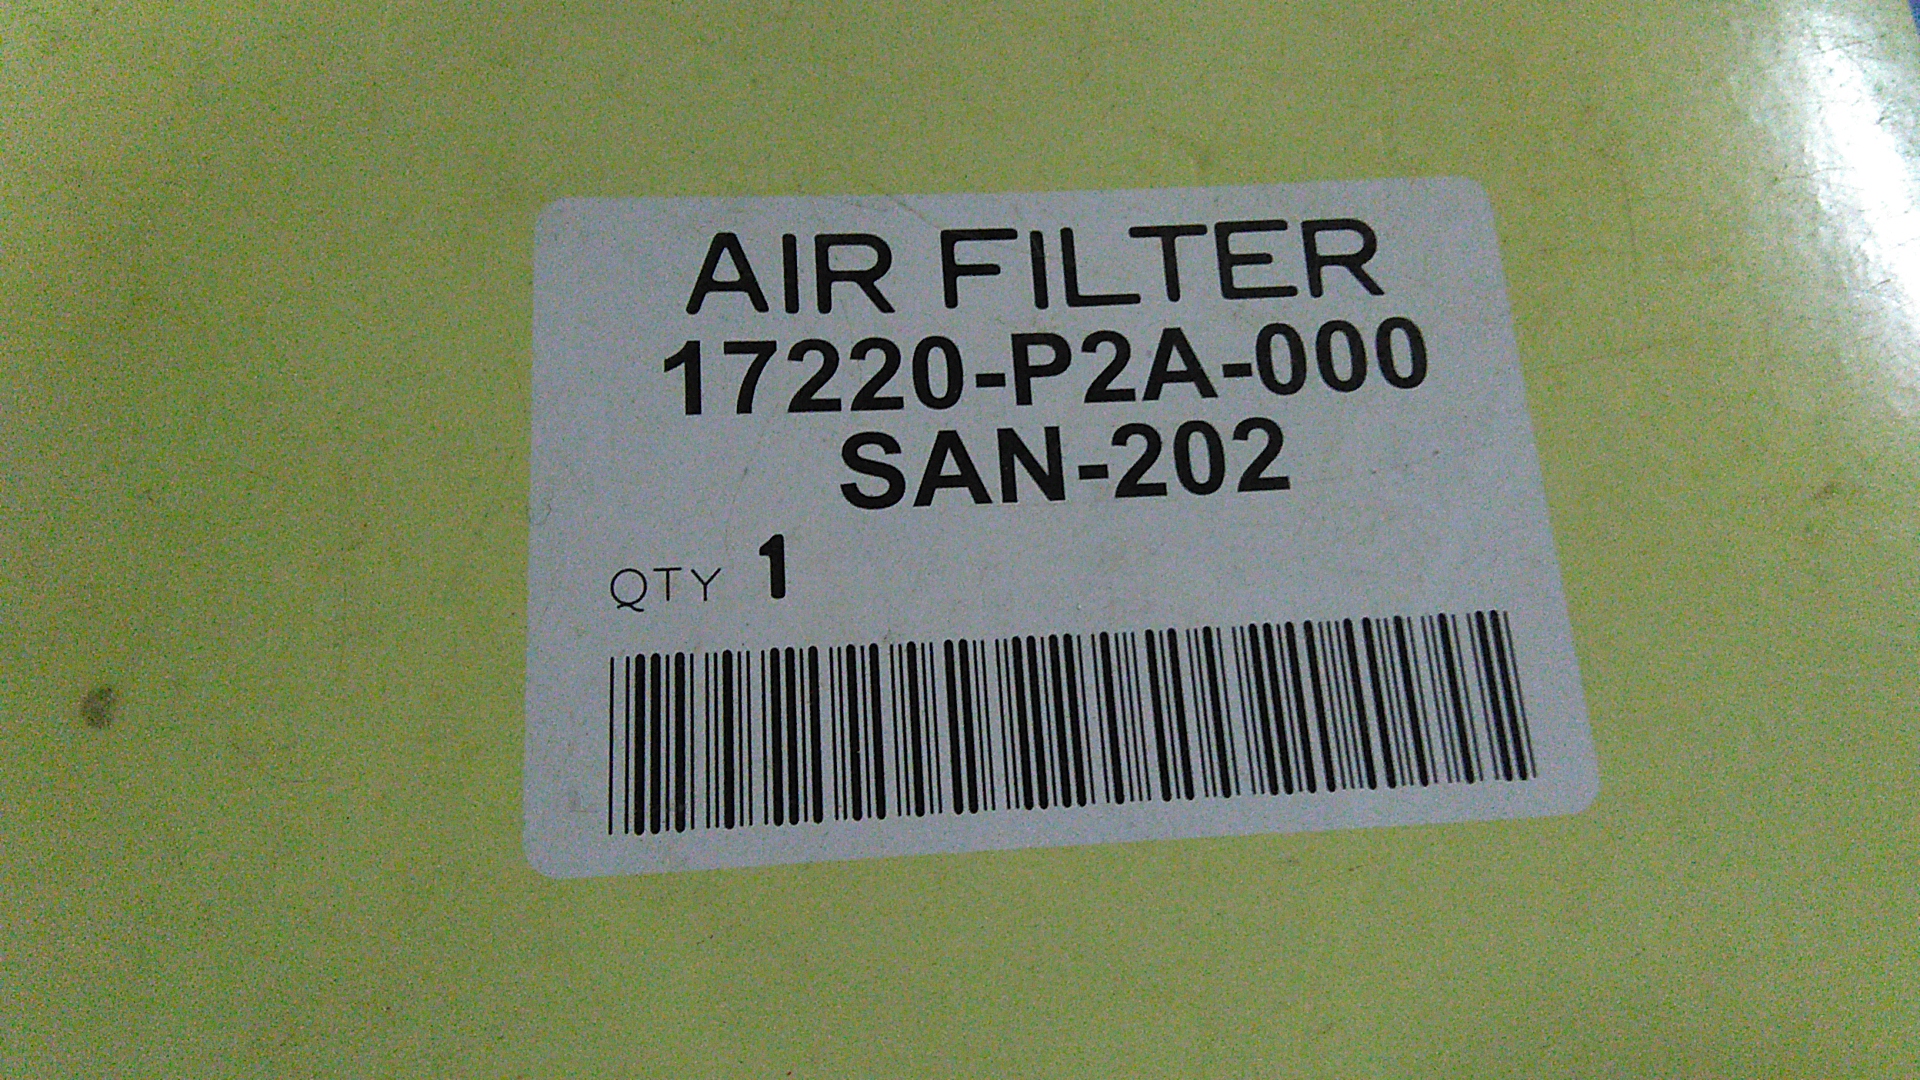 AIR FILTER
17220-P2A-000
SAN-202
QTY 1